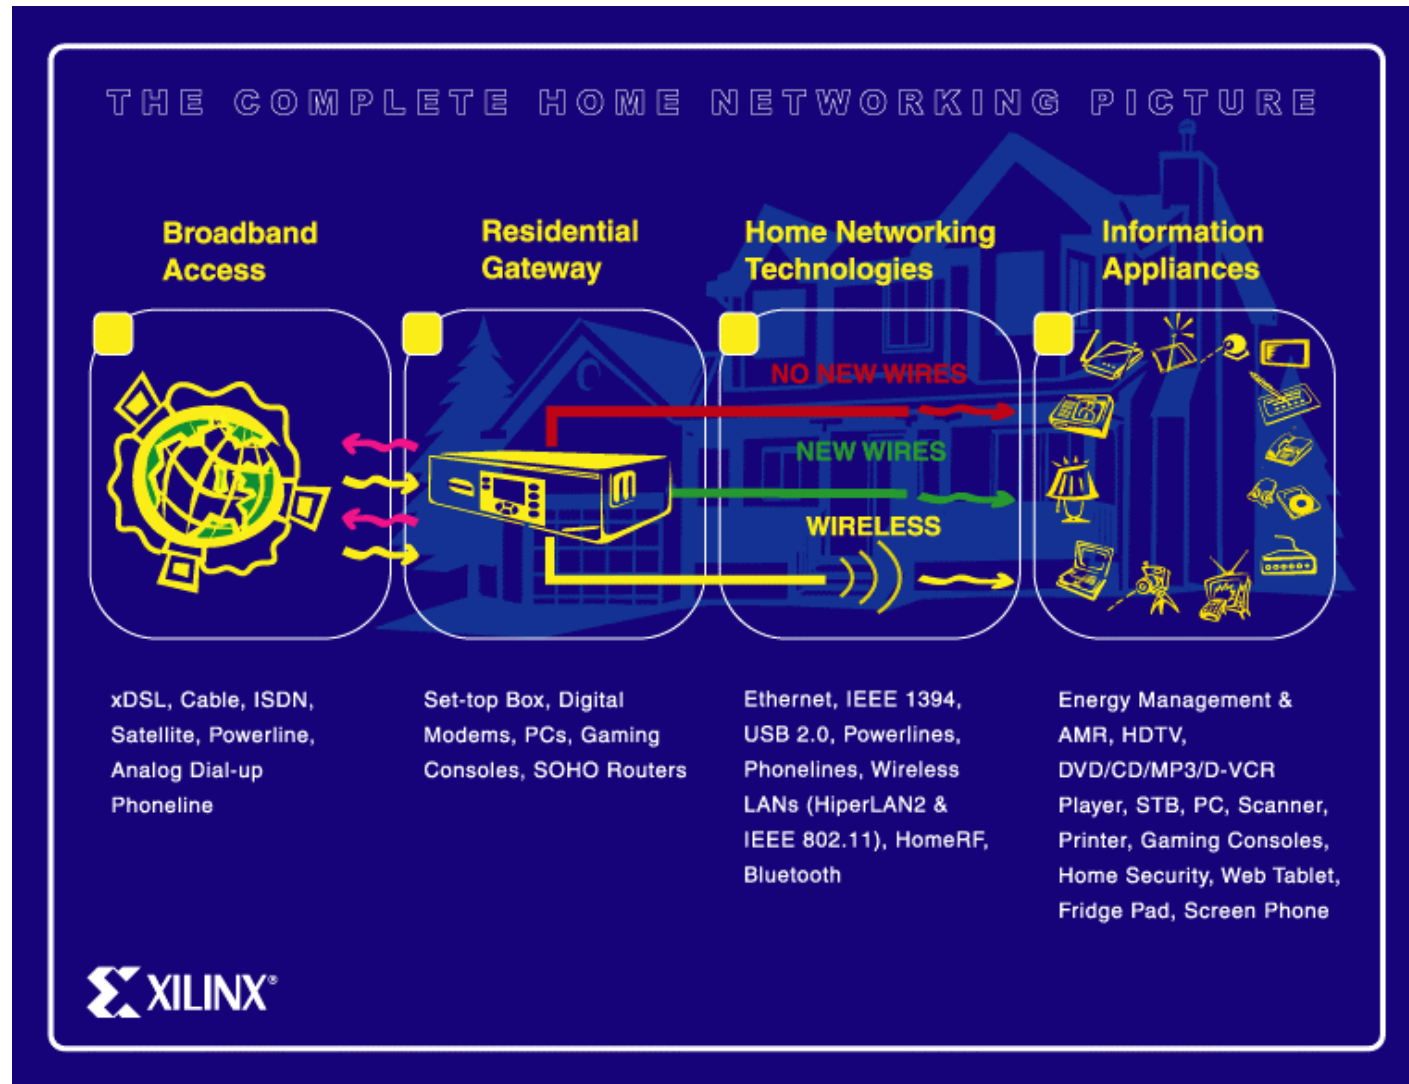 THE COMPLETE HOME NETWORKING PICTURE
Broadband
Access
Residential
Gateway
Home Networking
Technologies
Information
Appliances
NO NEW WIRES
NEW WIRES
WIRELESS
xDSL, Cable, ISDN,
Satellite, Powerline,
Analog Dial-up
Phoneline
Set-top Box, Digital
Modems, PCs, Gaming
Consoles, SOHO Routers
Ethernet, IEEE 1394,
USB 2.0, Powerlines,
Phonelines, Wireless
LANs (HiperLAN2 &
IEEE 802.11), HomeRF,
Bluetooth
Energy Management &
AMR, HDTV,
DVD/CD/MP3/D-VCR
Player, STB, PC, Scanner,
Printer, Gaming Consoles,
Home Security, Web Tablet,
Fridge Pad, Screen Phone
XILINX®